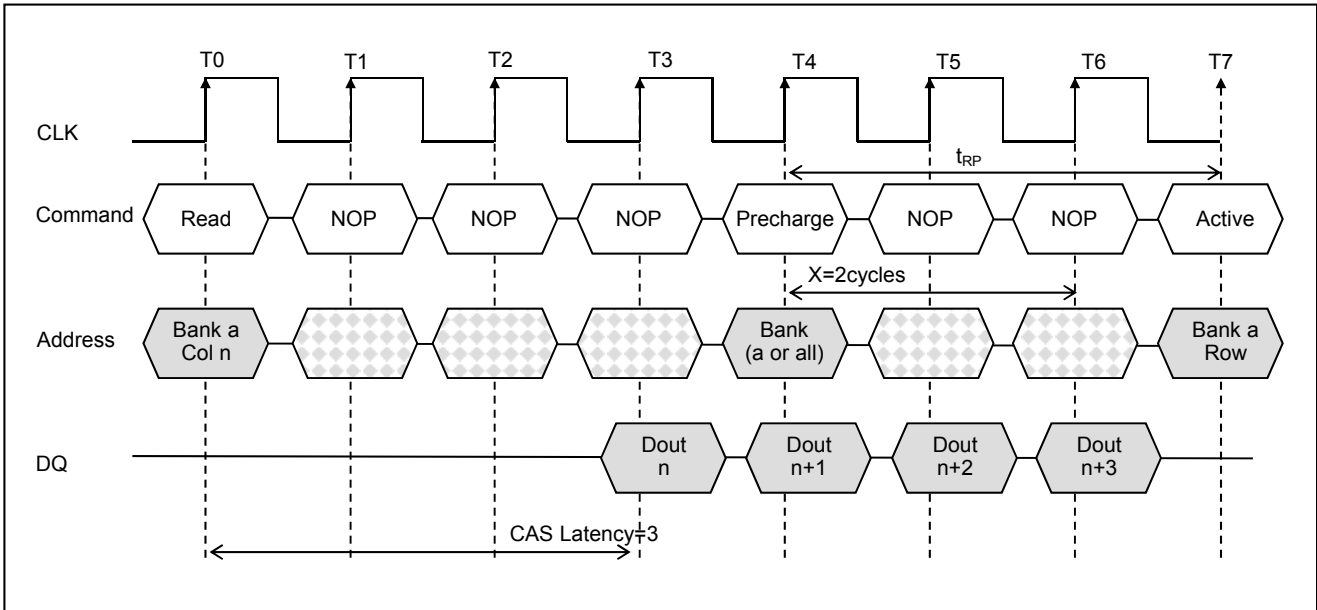 T0 T1 T2 T3 T4 T5 T6 T7
CLK
tRP
Command Read NOP NOP NOP Precharge NOP NOP Active
X=2cycles
Address Bank a Col n Bank (a or all) Bank a Row
DQ Dout n Dout n+1 Dout n+2 Dout n+3
CAS Latency=3